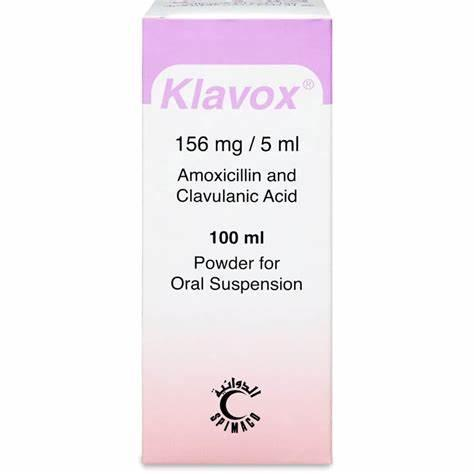 Klavox®
156 mg / 5 ml
Amoxicillin and
Clavulanic Acid
100 ml
Powder for
Oral Suspension
الدوائية
SPIMACO